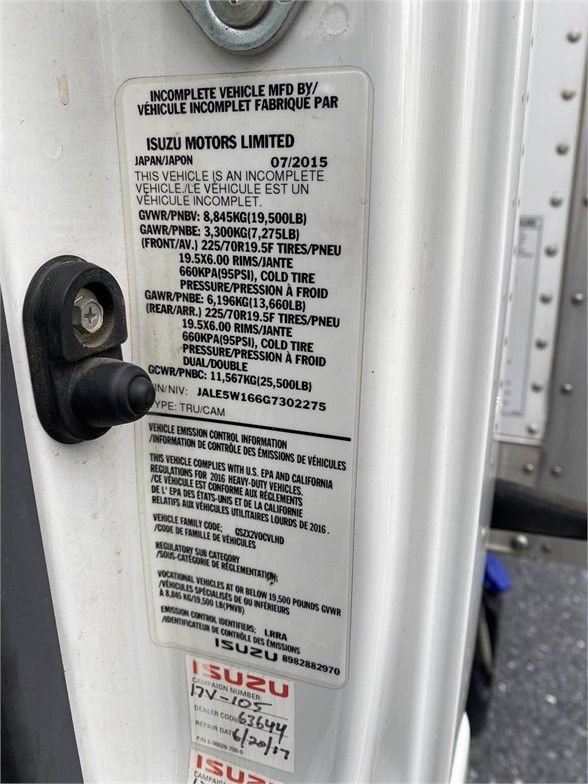 INCOMPLETE VEHICLE MFD BY/
VÉHICULE INCOMPLET FABRIQUÉ PAR
ISUZU MOTORS LIMITED
JAPAN/JAPON 07/2015
THIS VEHICLE IS AN INCOMPLETE
VEHICLE./LE VÉHICULE EST UN
VÉHICULE INCOMPLET.
GVWR/PNBV: 8,845KG(19,500LB)
GAWR/PNBE: 3,300KG(7,275LB)
(FRONT/AV.) 225/70R19.5F TIRES/PNEU
19.5X6.00 RIMS/JANTE
660KPA(95PSI), COLD TIRE
PRESSURE/PRESSION À FROID
GAWR/PNBE: 6,196KG(13,660LB)
(REAR/ARR.) 225/70R19.5F TIRES/PNEU
19.5X6.00 RIMS/JANTE
660KPA(95PSI), COLD TIRE
PRESSURE/PRESSION À FROID
DUAL/DOUBLE
GCWR/PNBC: 11,567KG(25,500LB)
IN/NIV: JALE5W166G7302275
YPE: TRU/CAM
VEHICLE EMISSION CONTROL INFORMATION
/INFORMATION DE CONTRÔLE DES ÉMISSIONS DE VÉHICULES
THIS VEHICLE COMPLIES WITH U.S. EPA AND CALIFORNIA
REGULATIONS FOR 2016 HEAVY-DUTY VEHICLES.
/CE VÉHICULE EST CONFORME AUX RÈGLEMENTS
DE L' EPA DES ÉTATS-UNIS ET DE LA CALIFORNIE
RELATIFS AUX VÉHICULES UTILITAIRES LOURDS DE 2016.
VEHICLE FAMILY CODE: GSZX2VOCVLHD
/CODE DE FAMILLE DE VÉHICULES
REGULATORY SUB CATEGORY
/SOUS-CATÉGORIE DE RÉGLEMENTATION:
VOCATIONAL VEHICLES AT OR BELOW 19,500 POUNDS GVWR
/VÉHICULES SPÉCIALISÉS DE OU INFÉRIEURS
À 8,845 KG/19,500 LB(PNVB)
EMISSION CONTROL IDENTIFIERS: LRRA
/IDENTIFICATEUR DE CONTRÔLE DES ÉMISSIONS
ISUZU 8982882970
ISUZU
CAMPAIGN NUMBER:
17V-105
DEALER CODE: 63644
REPAIR DATE: 6/20/17
P/N 2-90028-700-5
ISUZU